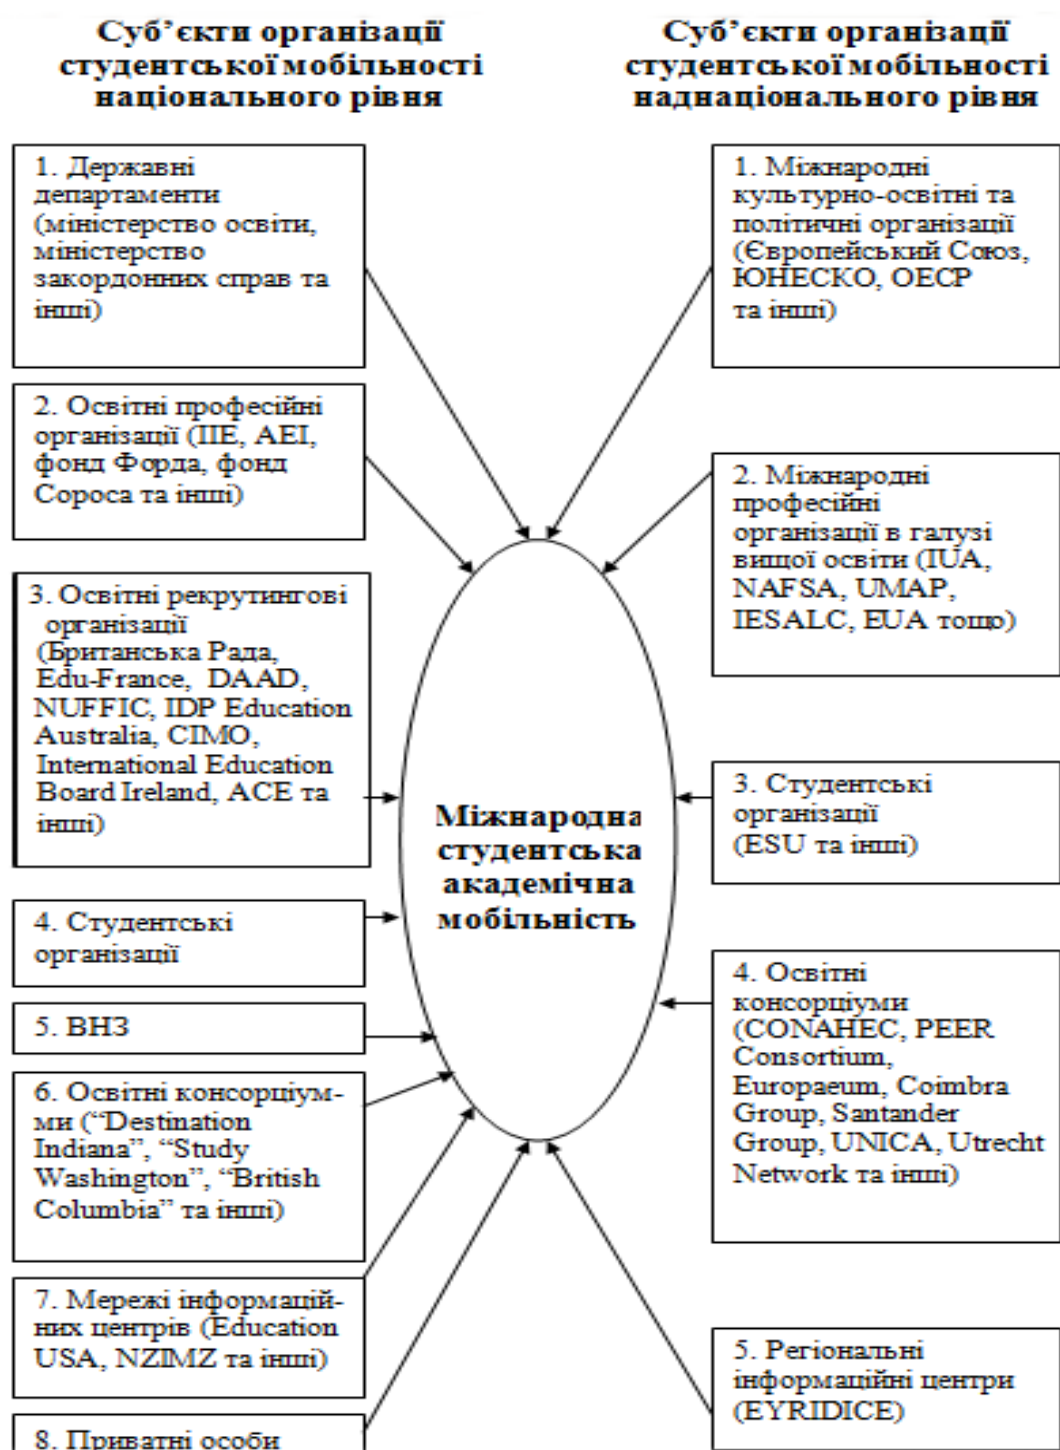 Суб’єкти організації
студентської мобільності
національного рівня
1. Державні
департаменти
(міністерство освіти,
міністерство
закордонних справ та
інші)
2. Освітні професійні
організації (IIE, AEI,
фонд Форда, фонд
Сороса та інші)
3. Освітні рекрутингові
організації
(Британська Рада,
Edu-France, DAAD,
NUFFIC, IDP Education
Australia, CIMO,
International Education
Board Ireland, ACE та
інші)
4. Студентські
організації
5. ВНЗ
6. Освітні консорціум-
ми (“Destination
Indiana”, “Study
Washington”, “British
Columbia” та інші)
7. Мережі інформацій-
них центрів (Education
USA, NZIMZ та інші)
8. Приватні особи
Міжнародна
студентська
академічна
мобільність
Суб’єкти організації
студентської мобільності
наднаціонального рівня
1. Міжнародні
культурно-освітні та
політичні організації
(Європейський Союз,
ЮНЕСКО, ОЕСР
та інші)
2. Міжнародні
професійні
організації в галузі
вищої освіти (IUA,
NAFSA, UMAP,
IESALC, EUA тощо)
3. Студентські
організації
(ESU та інші)
4. Освітні
консорціуми
(CONAHEC, PEER
Consortium,
Europaeum, Coimbra
Group, Santander
Group, UNICA, Utrecht
Network та інші)
5. Регіональні
інформаційні центри
(EYRIDICE)